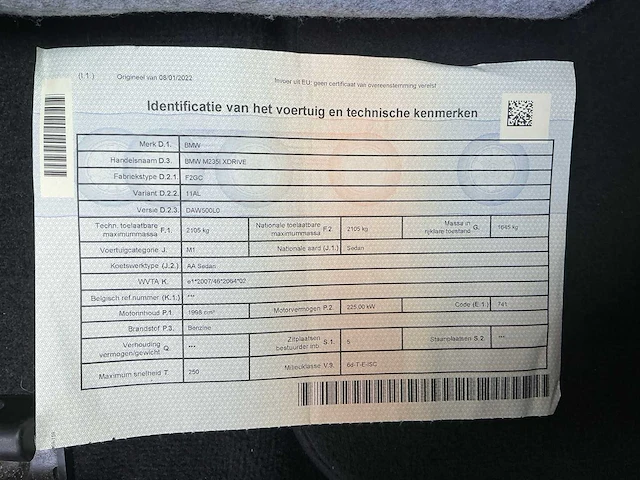 (I.1.) Origineel van 08/01/2022 Invoer uit EU: geen certificaat van overeenstemming vereist
Identificatie van het voertuig en technische kenmerken
Merk D.1. BMW
Handelsnaam D.3. BMW M235I XDRIVE
Fabriekstype D.2.1. F2GC
Variant D.2.2. 11AL
Versie D.2.3. DAW500L0
Techn. toelaatbare maximummassa F.1. 2105 kg Nationale toelaatbare maximummassa F.2. 2105 kg Massa in rijklare toestand G. 1645 kg
Voertuigcategorie J. M1 Nationale aard (J.1.) Sedan
Koetswerktype (J.2.) AA Sedan
WVTA K. e1*2007/46*2064*02
Belgisch ref.nummer (K.1.) ***
Motorinhoud P.1. 1998 cm³ Motorvermogen P.2. 225.00 kW Code (E.1.) 741
Brandstof P.3. Benzine
Verhouding vermogen/gewicht Q. *** Zitplaatsen bestuurder inb. S.1. 5 Staanplaatsen S.2. ***
Maximum snelheid T. 250 Milieuklasse V.9. 6d-T-E-ISC